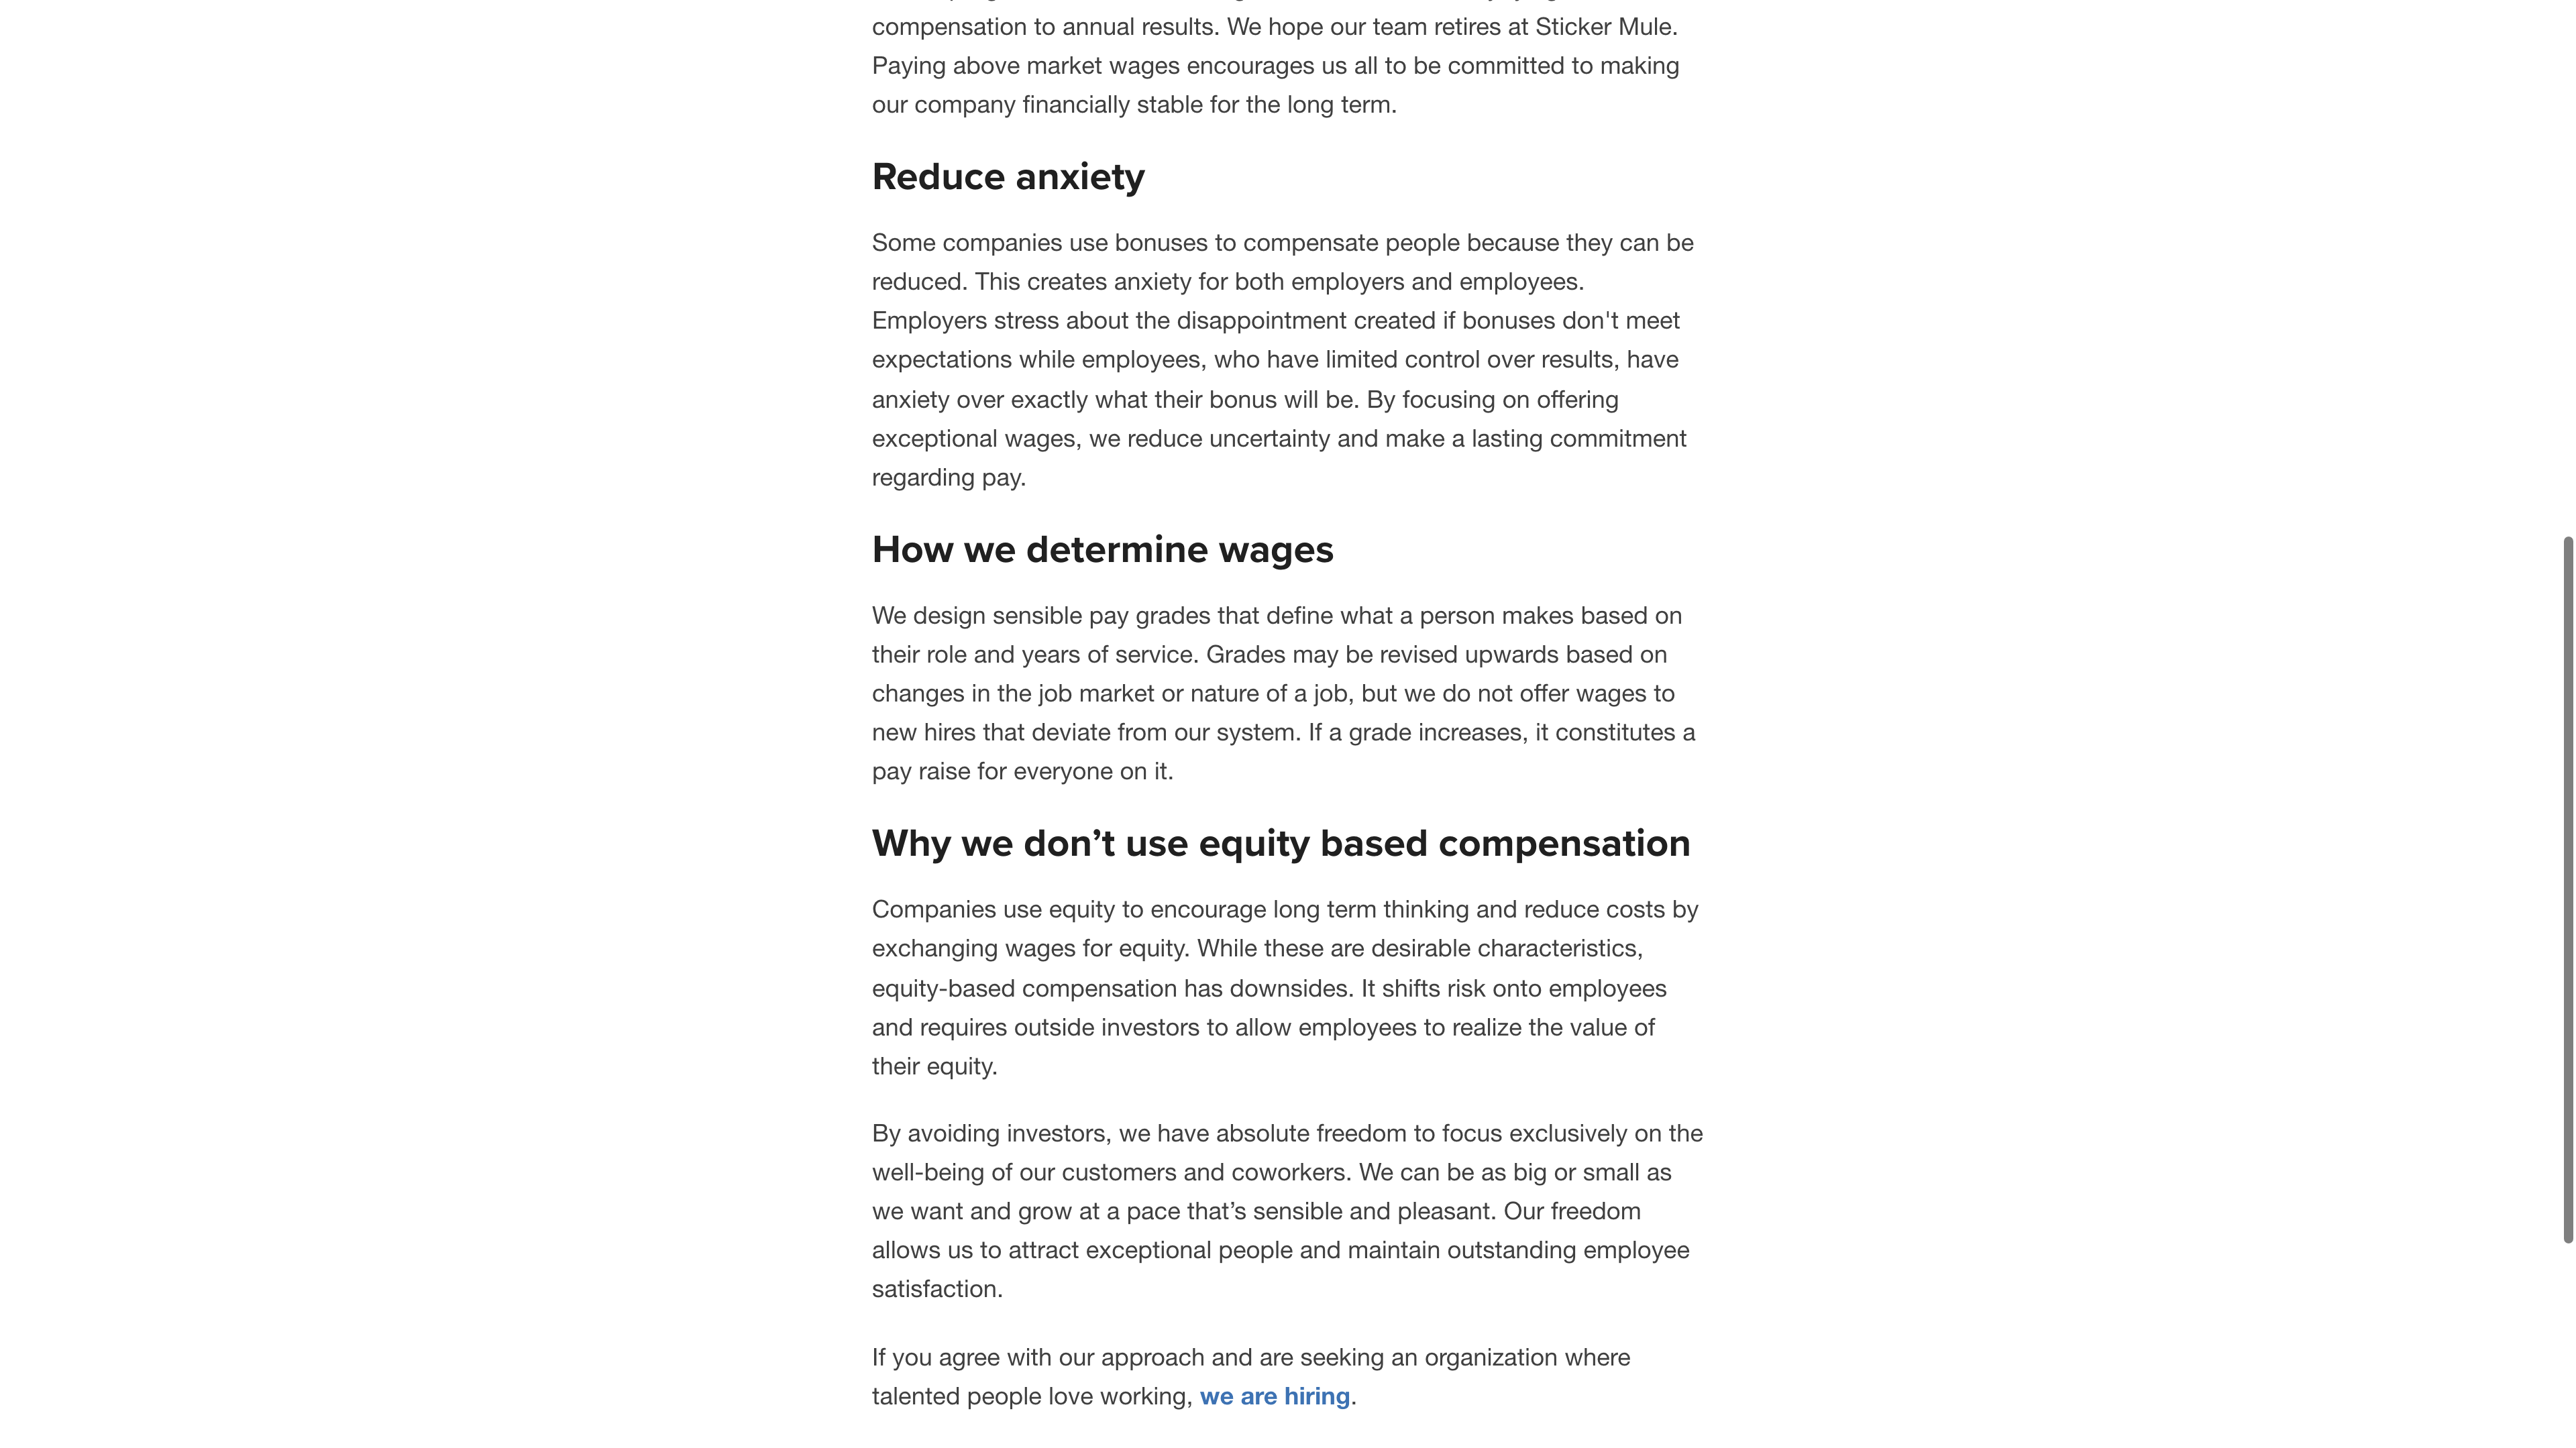 compensation to annual results. We hope our team retires at Sticker Mule.
Paying above market wages encourages us all to be committed to making
our company financially stable for the long term.
Reduce anxiety
Some companies use bonuses to compensate people because they can be
reduced. This creates anxiety for both employers and employees.
Employers stress about the disappointment created if bonuses don't meet
expectations while employees, who have limited control over results, have
anxiety over exactly what their bonus will be. By focusing on offering
exceptional wages, we reduce uncertainty and make a lasting commitment
regarding pay.
How we determine wages
We design sensible pay grades that define what a person makes based on
their role and years of service. Grades may be revised upwards based on
changes in the job market or nature of a job, but we do not offer wages to
new hires that deviate from our system. If a grade increases, it constitutes a
pay raise for everyone on it.
Why we don’t use equity based compensation
Companies use equity to encourage long term thinking and reduce costs by
exchanging wages for equity. While these are desirable characteristics,
equity-based compensation has downsides. It shifts risk onto employees
and requires outside investors to allow employees to realize the value of
their equity.
By avoiding investors, we have absolute freedom to focus exclusively on the
well-being of our customers and coworkers. We can be as big or small as
we want and grow at a pace that’s sensible and pleasant. Our freedom
allows us to attract exceptional people and maintain outstanding employee
satisfaction.
If you agree with our approach and are seeking an organization where
talented people love working, we are hiring.